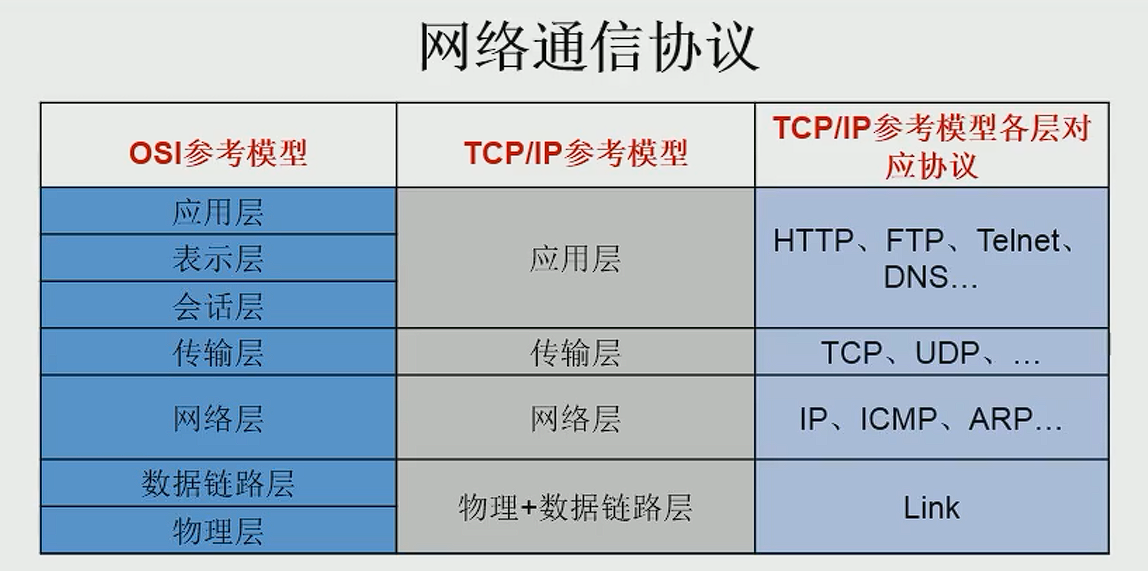 网络通信协议
OSI参考模型
TCP/IP参考模型
TCP/IP参考模型各层对
应协议
应用层
表示层
会话层
应用层
HTTP、FTP、Telnet、
DNS...
传输层
传输层
TCP、UDP、...
网络层
网络层
IP、ICMP、ARP...
数据链路层
物理层
物理+数据链路层
Link